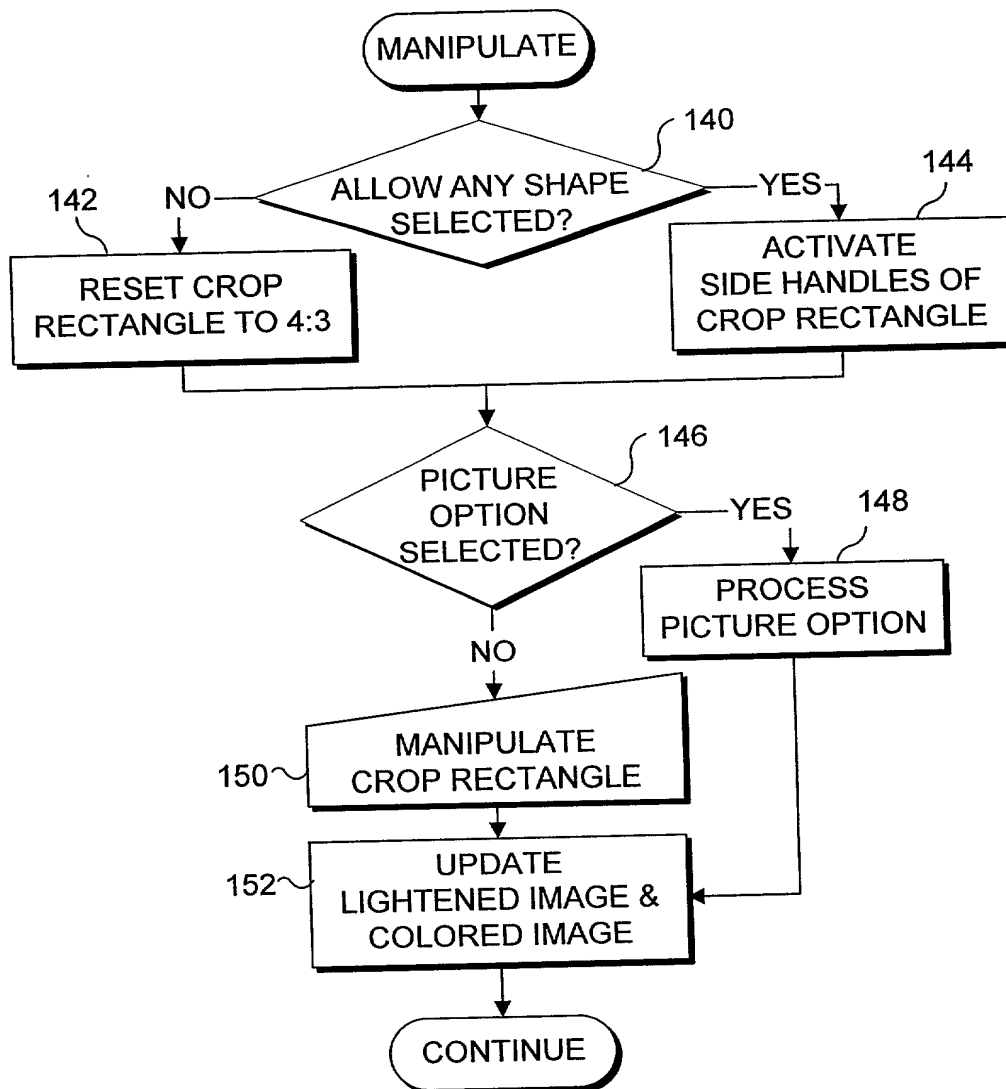 MANIPULATE
140
ALLOW ANY SHAPE
SELECTED?
NO
YES
142
144
RESET CROP
RECTANGLE TO 4:3
ACTIVATE
SIDE HANDLES OF
CROP RECTANGLE
146
PICTURE
OPTION
SELECTED?
YES
148
PROCESS
PICTURE OPTION
NO
MANIPULATE
CROP RECTANGLE
150
UPDATE
LIGHTENED IMAGE &
COLORED IMAGE
152
CONTINUE